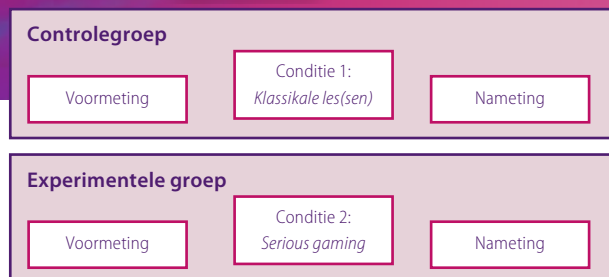 Controlegroep
Voormeting
Conditie 1:
Klassikale les(sen)
Nameting
Experimentele groep
Voormeting
Conditie 2:
Serious gaming
Nameting